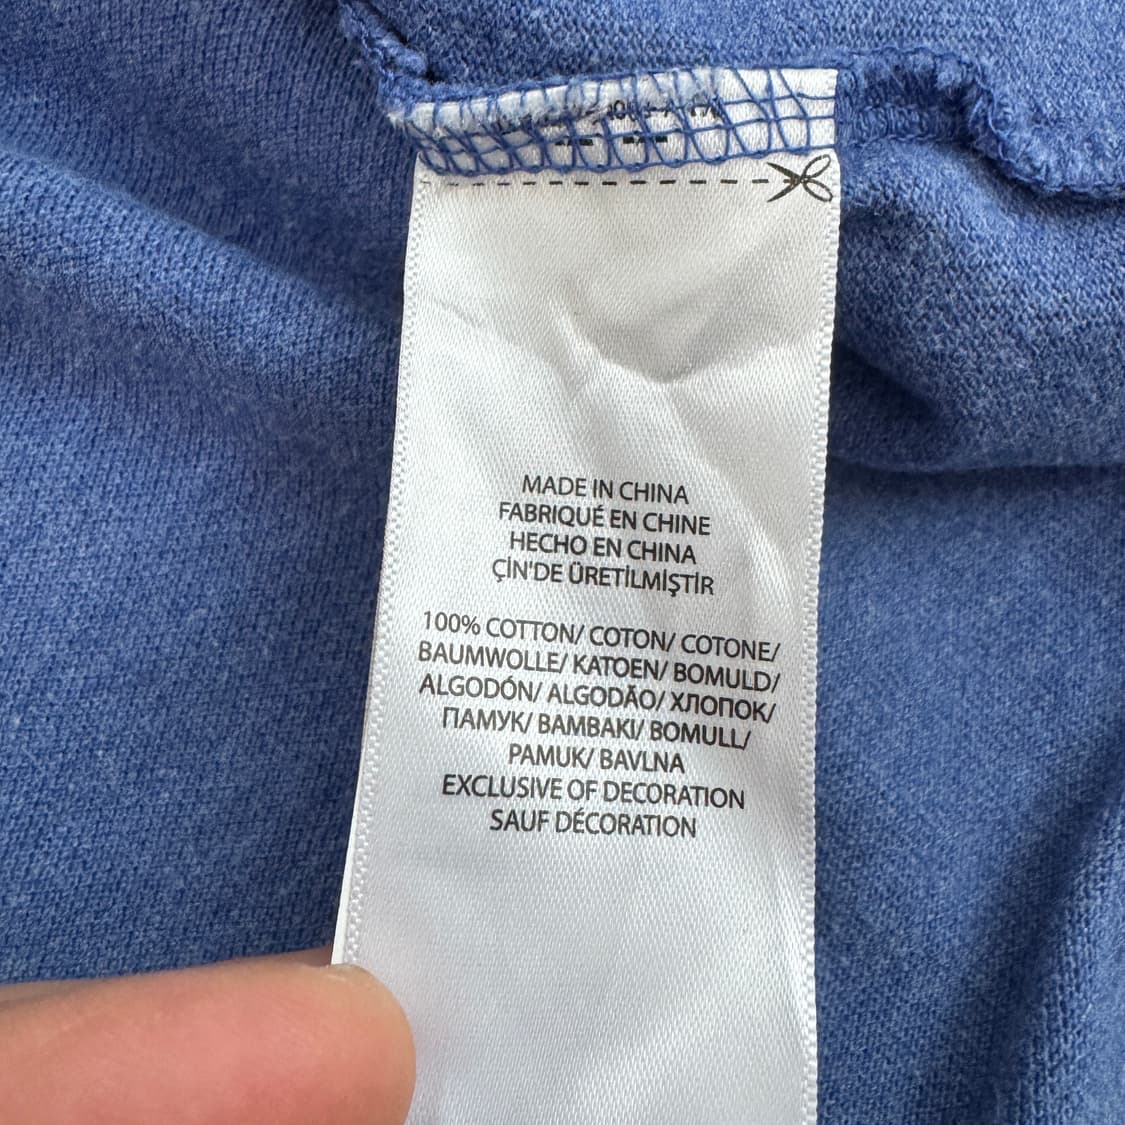 MADE IN CHINA
FABRIQUÉ EN CHINE
HECHO EN CHINA
ÇİN'DE ÜRETİLMİŞTİR
100% COTTON/ COTON/ COTONE/
BAUMWOLLE/ KATOEN/ BOMULD/
ALGODÓN/ ALGODÃO/ ХЛОПОК/
ПАМУК/ BAMBAKI/ BOMULL/
PAMUK/ BAVLNA
EXCLUSIVE OF DECORATION
SAUF DÉCORATION